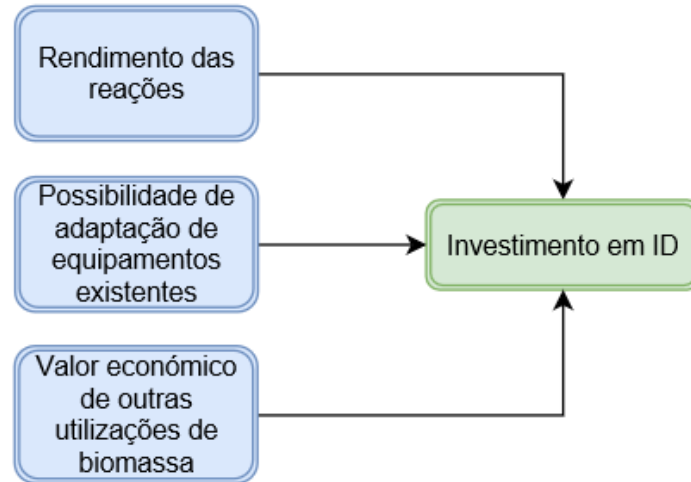 Rendimento das
reações
Possibilidade de
adaptação de
equipamentos
existentes
Investimento em ID
Valor económico
de outras
utilizações de
biomassa